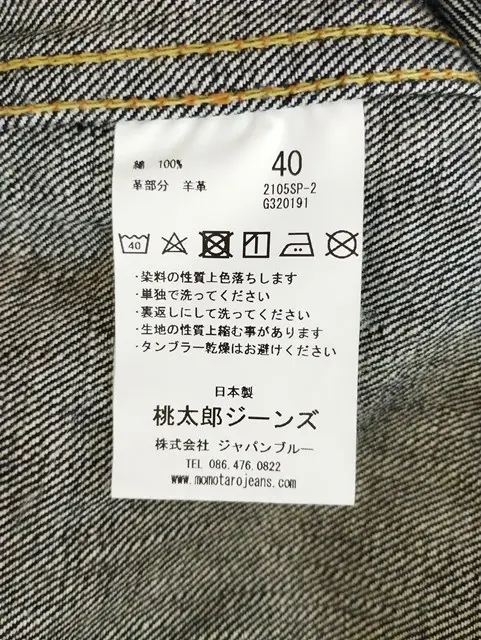 綿 100%
革部分 羊革
40
2105SP-2
G320191
40
・染料の性質上色落ちします
・単独で洗ってください
・裏返しにして洗ってください
・生地の性質上縮む事があります
・タンブラー乾燥はお避けください
日本製
桃太郎ジーンズ
株式会社 ジャパンブルー
TEL 086.476.0822
www.momotarojeans.com